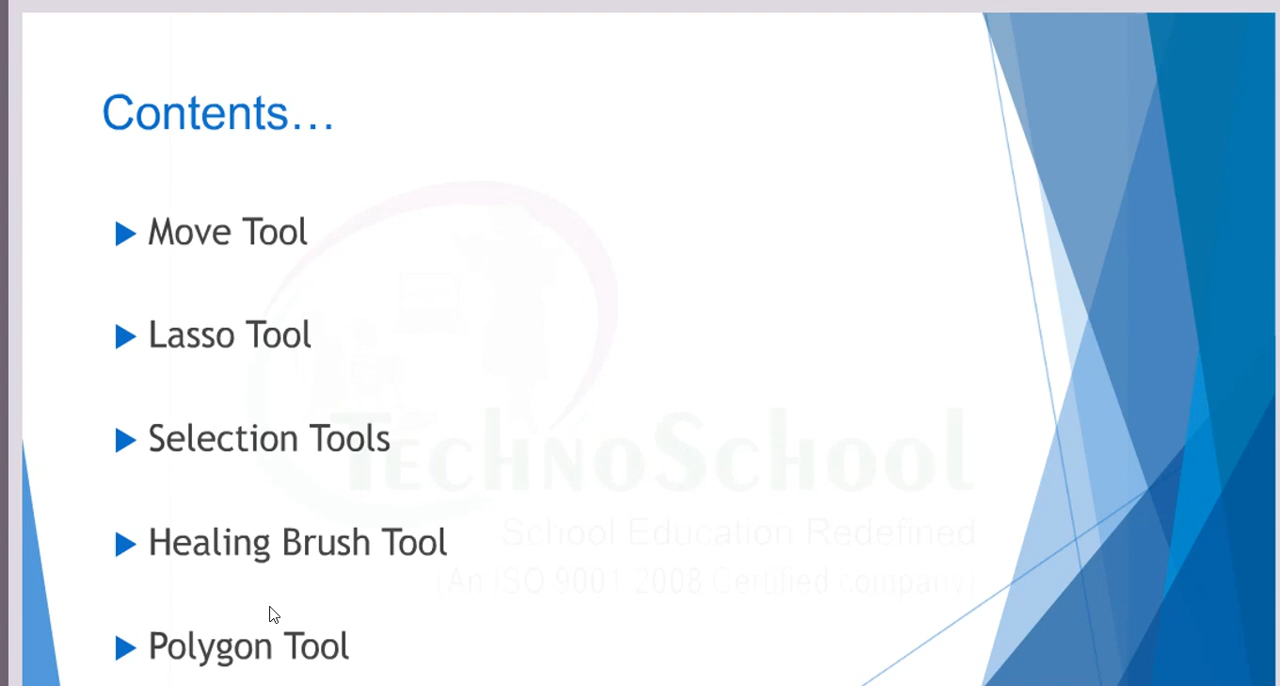 Contents...
Move Tool
Lasso Tool
Selection Tools
TechnoSchool
Healing Brush Tool
School Education Redefined
(An ISO 9001 2008 Certified company)
Polygon Tool